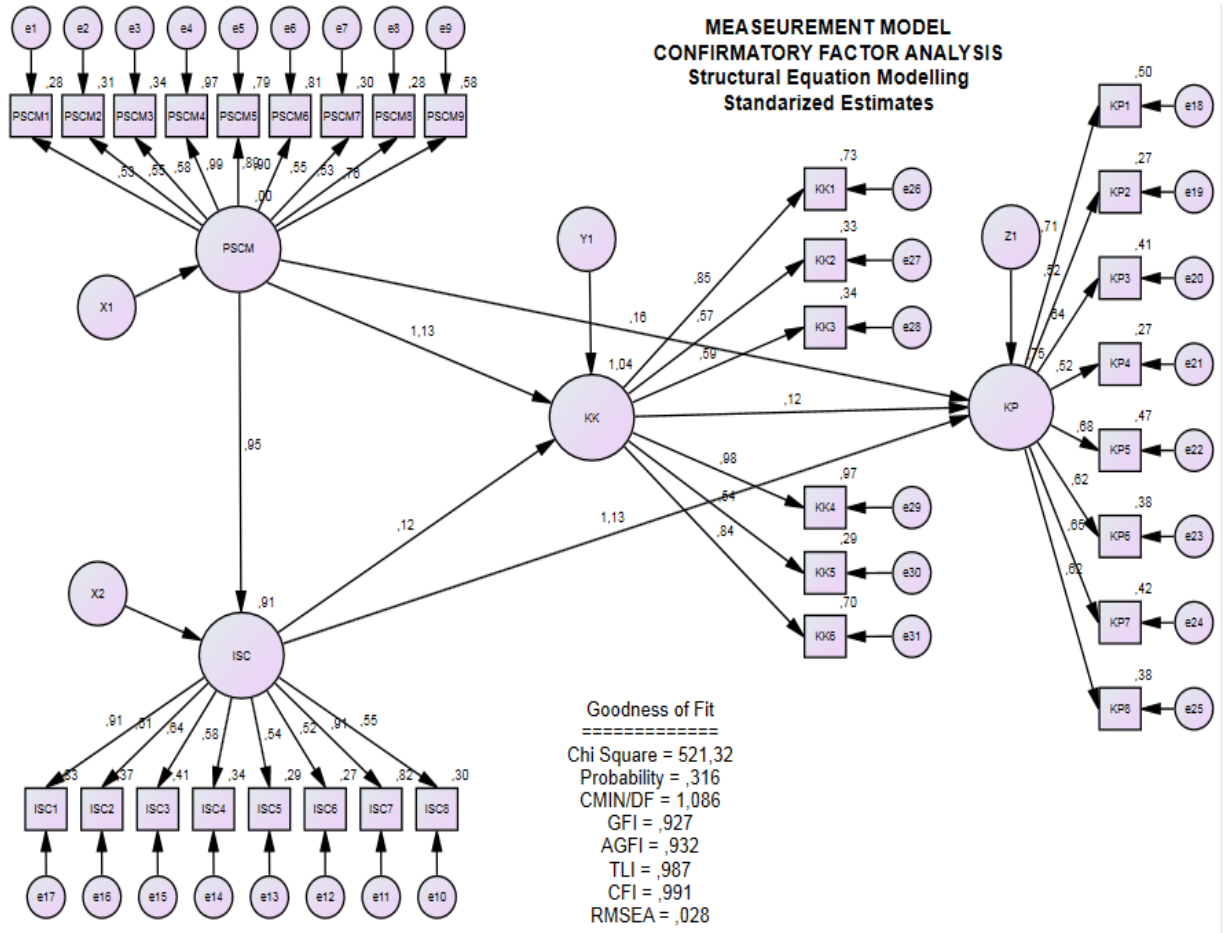 MEASUREMENT MODEL
CONFIRMATORY FACTOR ANALYSIS
Structural Equation Modelling
Standarized Estimates
e1 e2 e3 e4 e5 e6 e7 e8 e9
,28 ,31 ,34 ,97 ,79 ,81 ,30 ,28 ,58
PSCM1 PSCM2 PSCM3 PSCM4 PSCM5 PSCM6 PSCM7 PSCM8 PSCM9
,53 ,55 ,58 ,99 ,89 ,90 ,55 ,53 ,76
,00
PSCM
X1
1,13
,16
,95
Y1
,73
KK1 e26
,33
KK2 e27
,34
KK3 e28
,85
,57
,59
1,04
KK
,12
,98
,54
,84
,97
KK4 e29
,29
KK5 e30
,70
KK6 e31
Z1
,75
KP
,50
KP1 e18
,27
KP2 e19
,41
KP3 e20
,27
KP4 e21
,47
KP5 e22
,38
KP6 e23
,42
KP7 e24
,38
KP8 e25
,71
,52
,64
,52
,68
,62
,65
,62
,12
1,13
X2
,91
ISC
,91 ,61 ,64 ,58 ,54 ,52 ,91 ,55
,83 ,37 ,41 ,34 ,29 ,27 ,82 ,30
ISC1 ISC2 ISC3 ISC4 ISC5 ISC6 ISC7 ISC8
e17 e16 e15 e14 e13 e12 e11 e10
Goodness of Fit
=============
Chi Square = 521,32
Probability = ,316
CMIN/DF = 1,086
GFI = ,927
AGFI = ,932
TLI = ,987
CFI = ,991
RMSEA = ,028